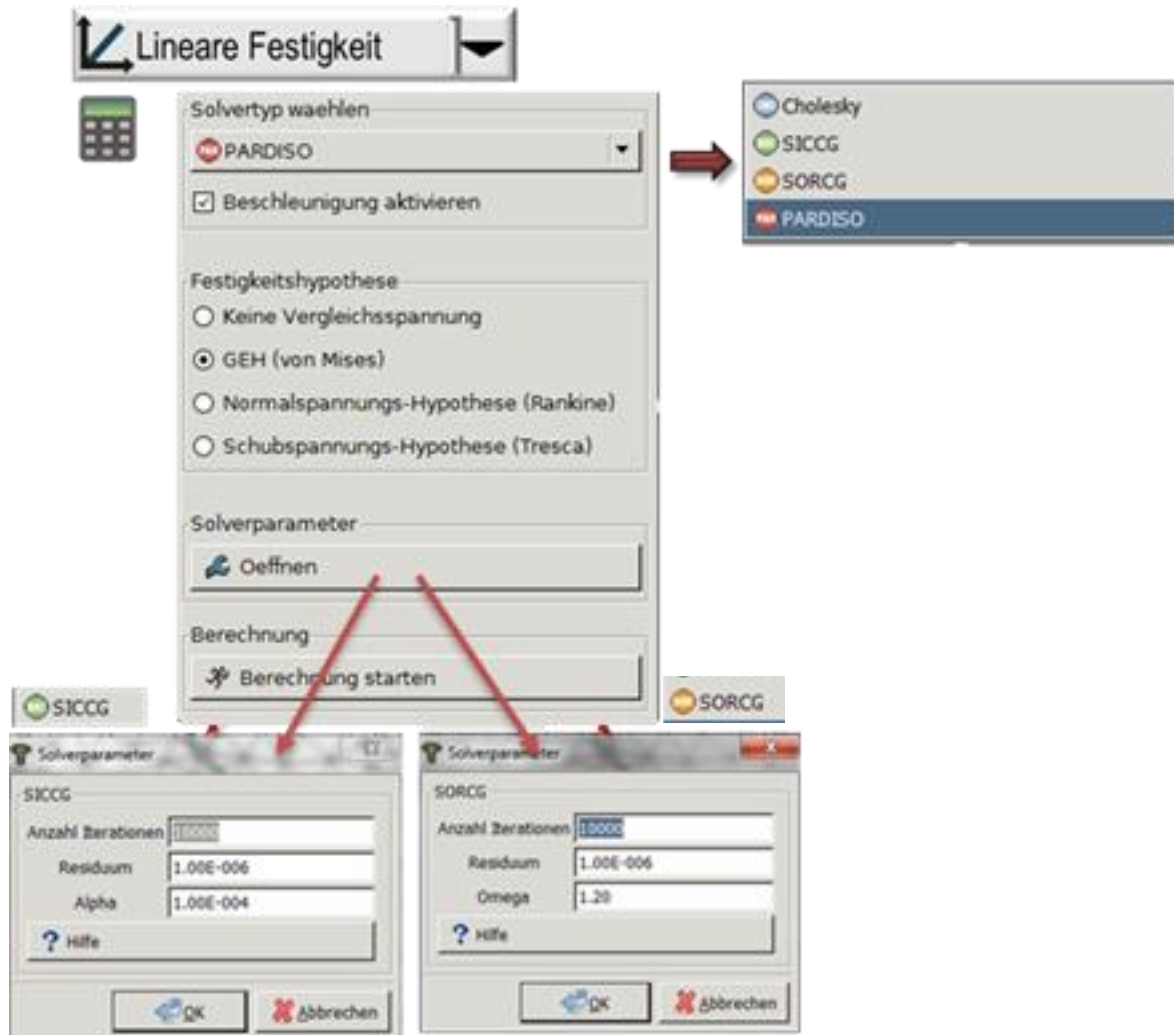 Lineare Festigkeit
Solvertyp waehlen
PARDISO
Beschleunigung aktivieren
Festigkeitshypothese
Keine Vergleichsspannung
GEH (von Mises)
Normalspannungs-Hypothese (Rankine)
Schubspannungs-Hypothese (Tresca)
Solverparameter
Oeffnen
Berechnung
Berechnung starten
Cholesky
SICCG
SORCG
PARDISO
SICCG
Solverparameter
SICCG
Anzahl Iterationen 10000
Residuum 1.00E-006
Alpha 1.00E-004
? Hilfe
OK Abbrechen
SORCG
Solverparameter
SORCG
Anzahl Iterationen 10000
Residuum 1.00E-006
Omega 1.20
? Hilfe
OK Abbrechen